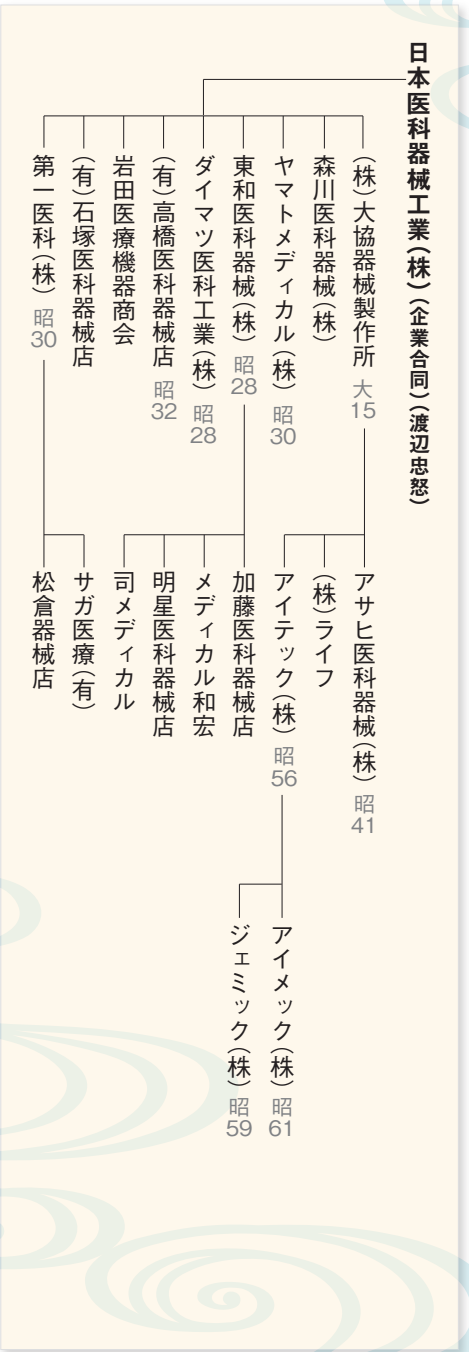 日本医科器械工業(株)(企業合同)(渡辺忠怒)
(株)大協器械製作所 大15
森川医科器械(株)
ヤマトメディカル(株) 昭30
東和医科器械(株) 昭28
ダイマツ医科工業(株) 昭28
(有)高橋医科器械店 昭32
岩田医療機器商会
(有)石塚医科器械店
第一医科(株) 昭30
アサヒ医科器械(株) 昭41
(株)ライフ
アイテック(株) 昭56
加藤医科器械店
メディカル和宏
明星医科器械店
司メディカル
サガ医療(有)
松倉器械店
アイメック(株) 昭61
ジェミック(株) 昭59